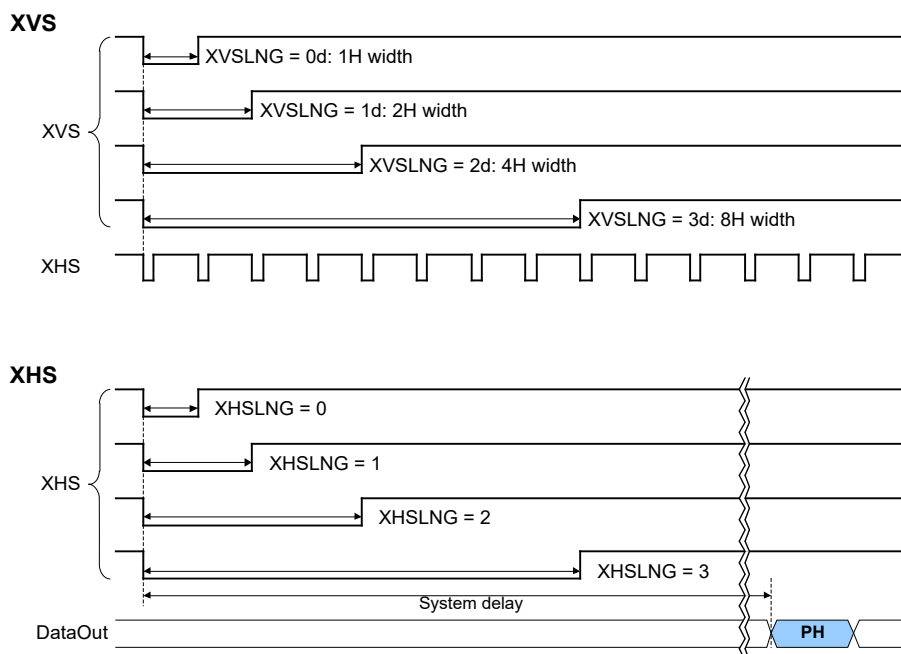 XVS
XVSLNG = 0d: 1H width
XVSLNG = 1d: 2H width
XVS
XVSLNG = 2d: 4H width
XVSLNG = 3d: 8H width
XHS
XHS
XHSLNG = 0
XHSLNG = 1
XHS
XHSLNG = 2
XHSLNG = 3
System delay
DataOut
PH